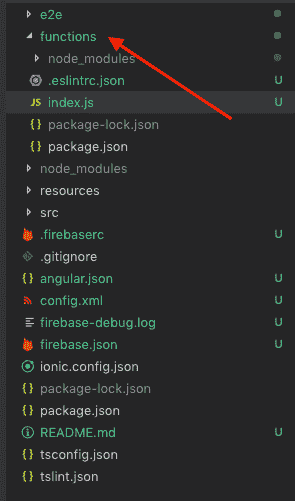 e2e
functions
node_modules
.eslintrc.json U
JS index.js U
{} package-lock.json
{} package.json
node_modules
resources
src
.firebaserc U
.gitignore
{} angular.json U
config.xml U
firebase-debug.log U
firebase.json U
ionic.config.json
{} package-lock.json
{} package.json
README.md U
tsconfig.json
{} tslint.json